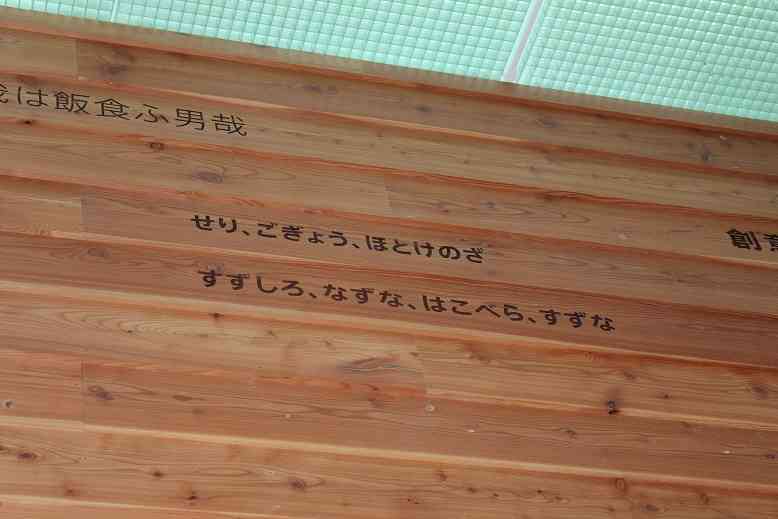 は飯食ふ男哉
せり、ごぎょう、ほとけのざ
すずしろ、なずな、はこべら、すずな
創